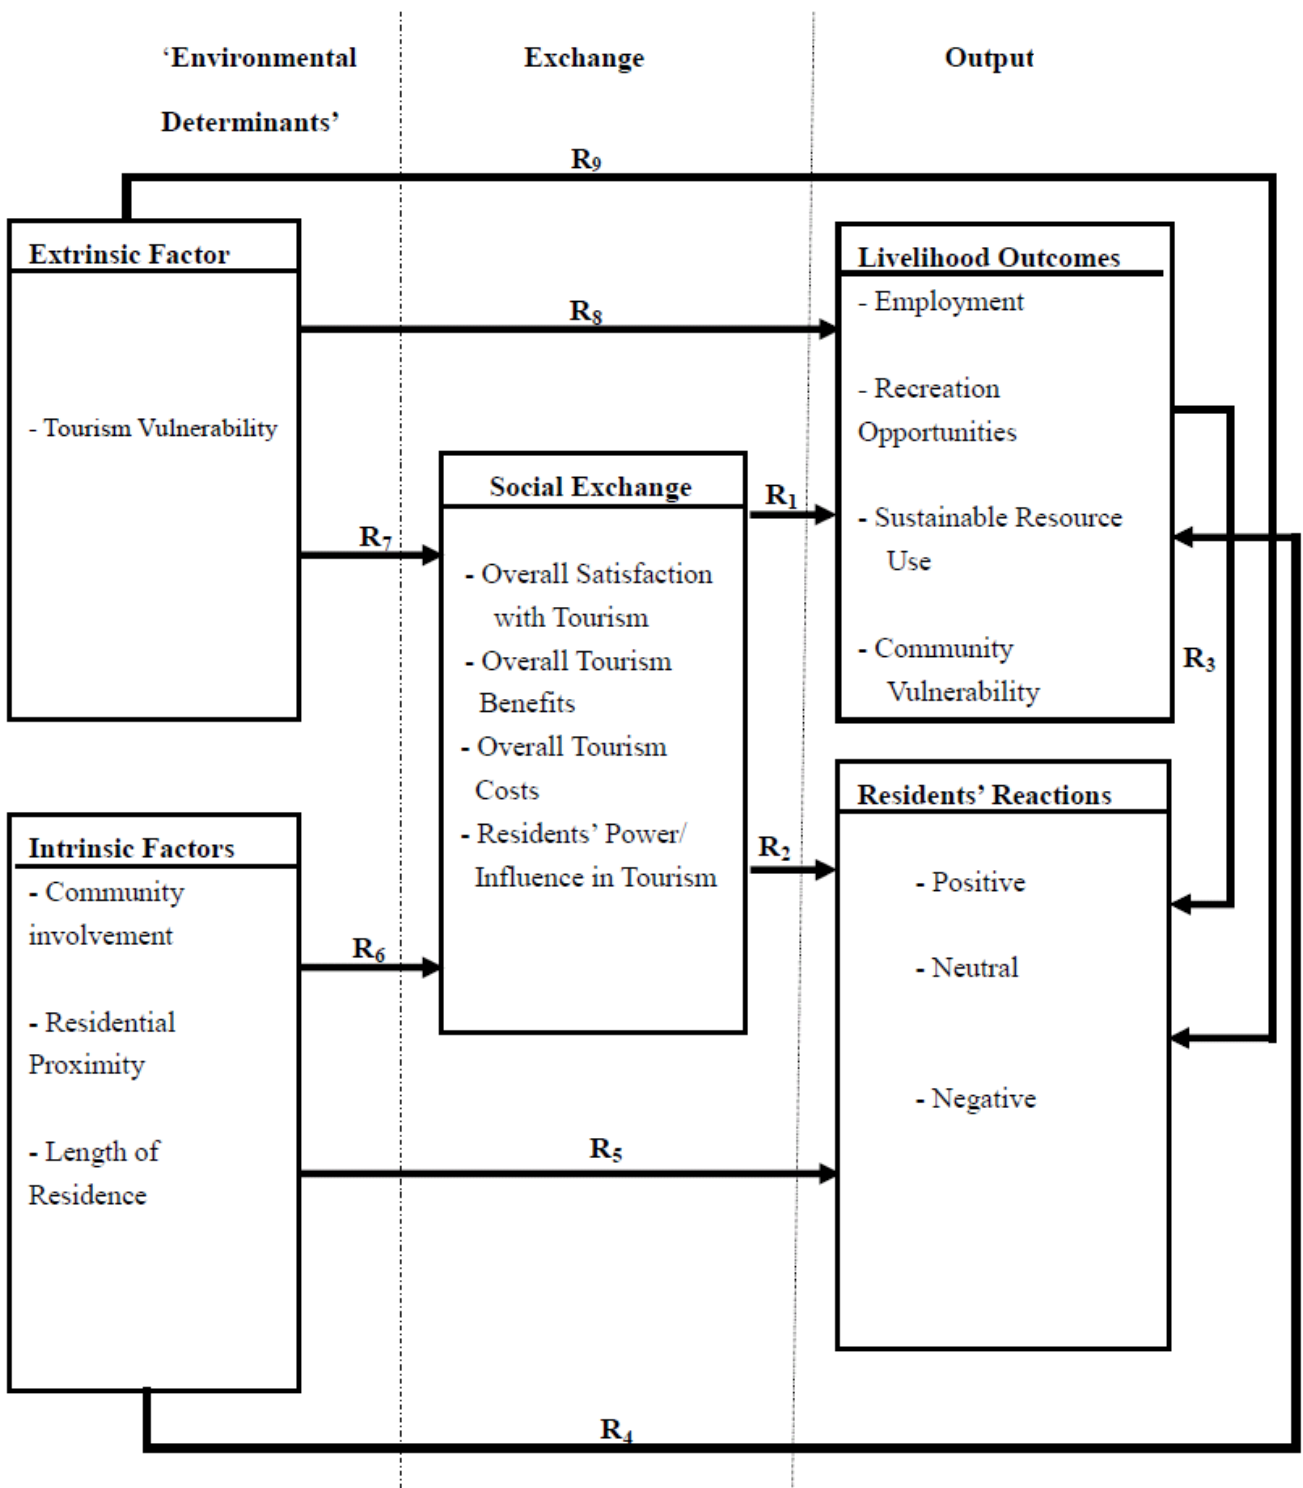 ‘Environmental
Determinants’
Exchange
Output
R9
Extrinsic Factor
- Tourism Vulnerability
R8
R7
Social Exchange
- Overall Satisfaction
with Tourism
- Overall Tourism
Benefits
- Overall Tourism
Costs
- Residents’ Power/
Influence in Tourism
R1
R2
Livelihood Outcomes
- Employment
- Recreation
Opportunities
- Sustainable Resource
Use
- Community
Vulnerability
R3
Residents’ Reactions
- Positive
- Neutral
- Negative
Intrinsic Factors
- Community
involvement
- Residential
Proximity
- Length of
Residence
R6
R5
R4